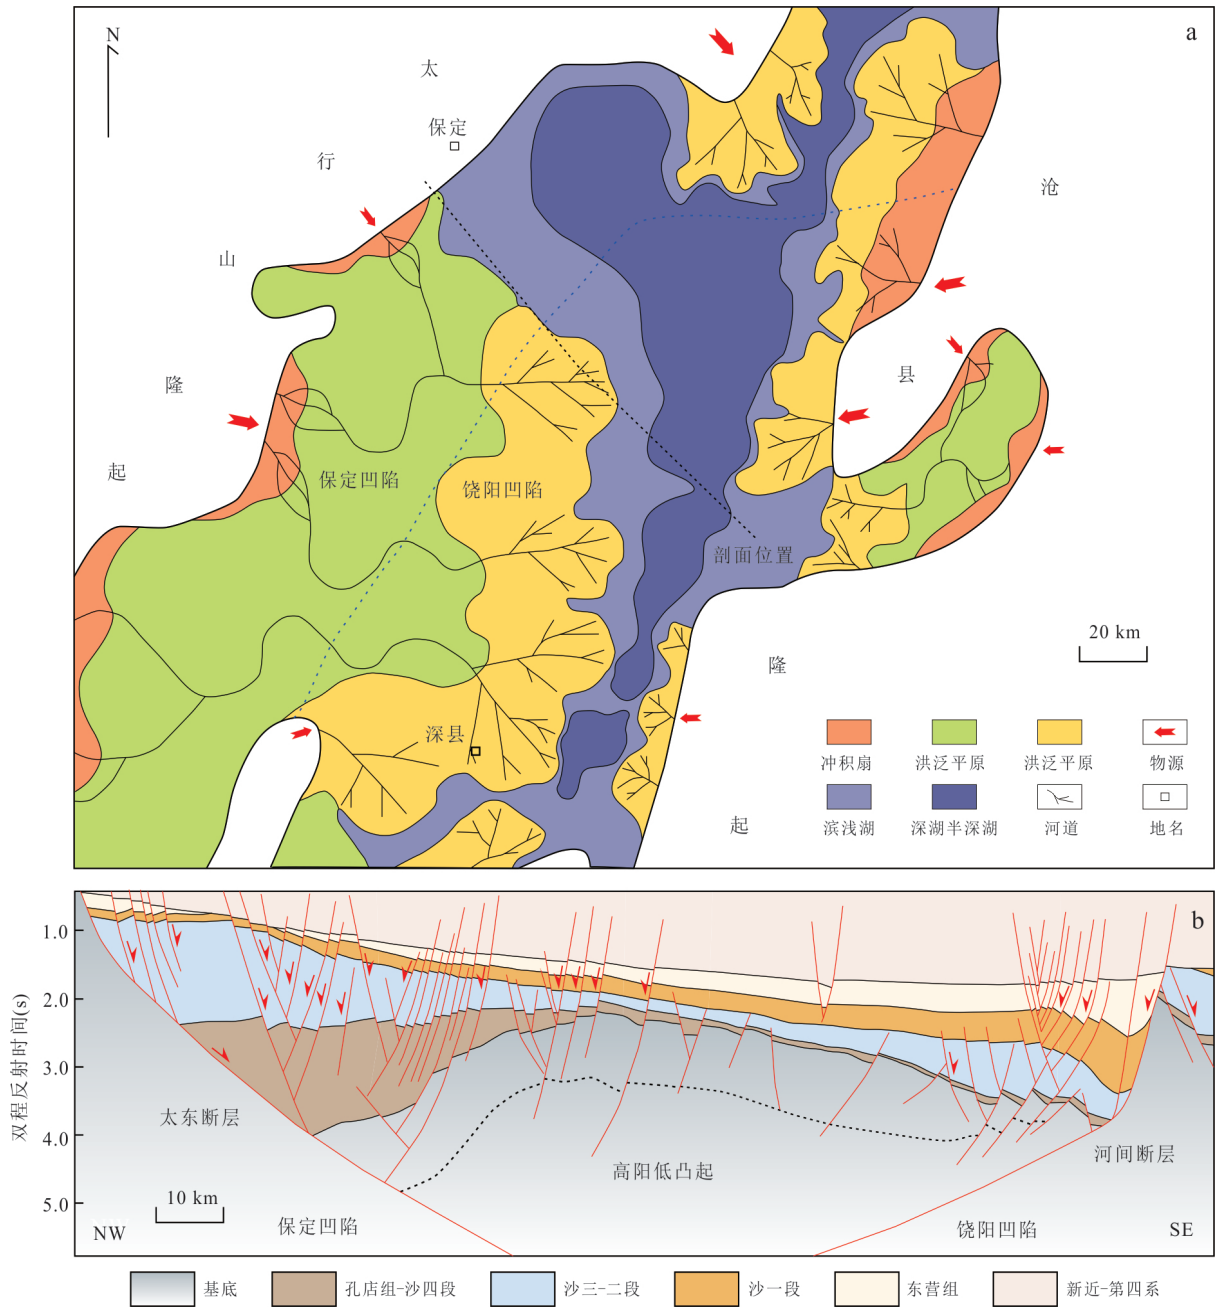 a
N
太
保定
行
沧
山
县
隆
起
保定凹陷
饶阳凹陷
剖面位置
20 km
隆
深县
起
冲积扇
洪泛平原
洪泛平原
物源
滨浅湖
深湖半深湖
河道
地名
b
双程反射时间(s)
1.0
2.0
3.0
4.0
5.0
太东断层
高阳低凸起
河间断层
10 km
NW
保定凹陷
饶阳凹陷
SE
基底
孔店组-沙四段
沙三-二段
沙一段
东营组
新近-第四系